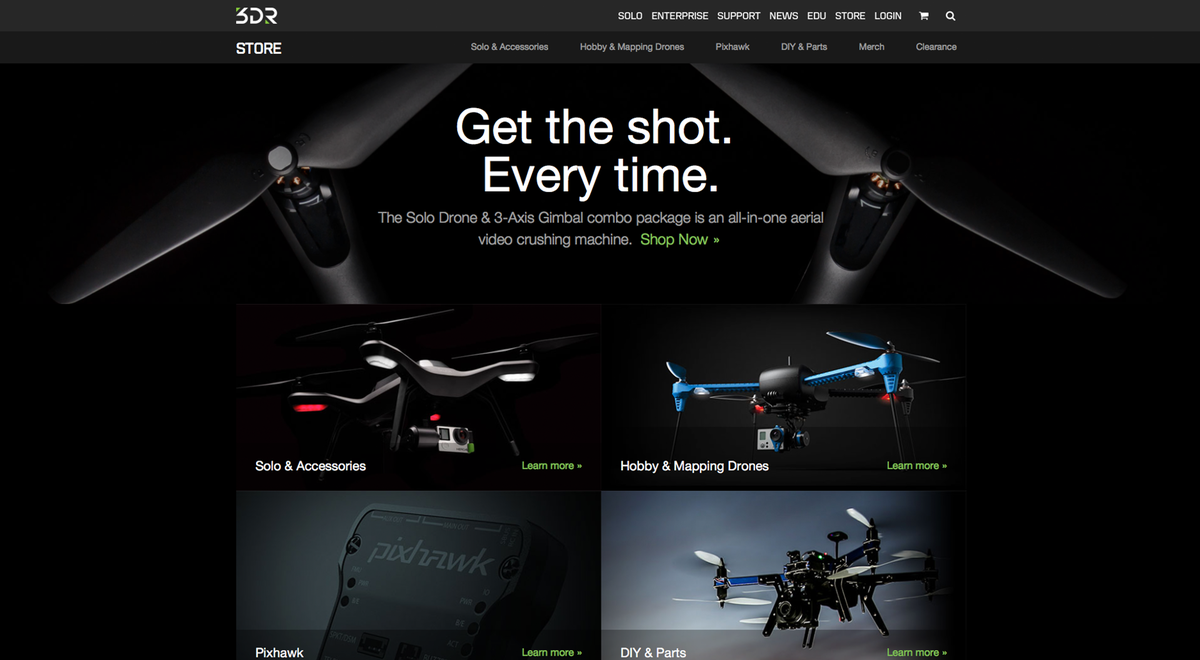 3DR
SOLO ENTERPRISE SUPPORT NEWS EDU STORE LOGIN
STORE
Solo & Accessories Hobby & Mapping Drones Pixhawk DIY & Parts Merch Clearance
Get the shot.
Every time.
The Solo Drone & 3-Axis Gimbal combo package is an all-in-one aerial
video crushing machine. Shop Now »
Solo & Accessories Learn more »
Hobby & Mapping Drones Learn more »
pixhawk
Pixhawk Learn more »
DIY & Parts Learn more »